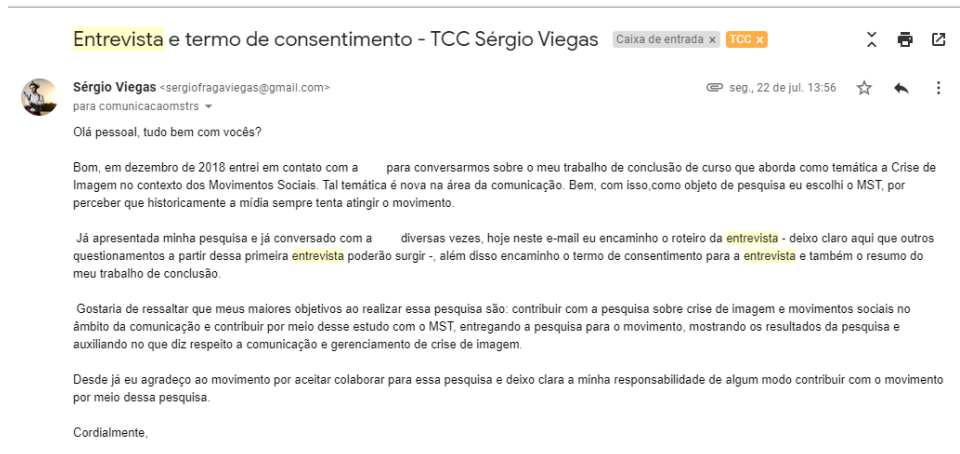 Entrevista e termo de consentimento - TCC Sérgio Viegas Caixa de entrada x TCC x
Sérgio Viegas <sergiofragaviegas@gmail.com> seg., 22 de jul. 13:56
para comunicacaomstrs
Olá pessoal, tudo bem com vocês?
Bom, em dezembro de 2018 entrei em contato com a para conversarmos sobre o meu trabalho de conclusão de curso que aborda como temática a Crise de
Imagem no contexto dos Movimentos Sociais. Tal temática é nova na área da comunicação. Bem, com isso,como objeto de pesquisa eu escolhi o MST, por
perceber que historicamente a mídia sempre tenta atingir o movimento.
Já apresentada minha pesquisa e já conversado com a diversas vezes, hoje neste e-mail eu encaminho o roteiro da entrevista - deixo claro aqui que outros
questionamentos a partir dessa primeira entrevista poderão surgir -, além disso encaminho o termo de consentimento para a entrevista e também o resumo do
meu trabalho de conclusão.
Gostaria de ressaltar que meus maiores objetivos ao realizar essa pesquisa são: contribuir com a pesquisa sobre crise de imagem e movimentos sociais no
âmbito da comunicação e contribuir por meio desse estudo com o MST, entregando a pesquisa para o movimento, mostrando os resultados da pesquisa e
auxiliando no que diz respeito a comunicação e gerenciamento de crise de imagem.
Desde já eu agradeço ao movimento por aceitar colaborar para essa pesquisa e deixo clara a minha responsabilidade de algum modo contribuir com o movimento
por meio dessa pesquisa.
Cordialmente,